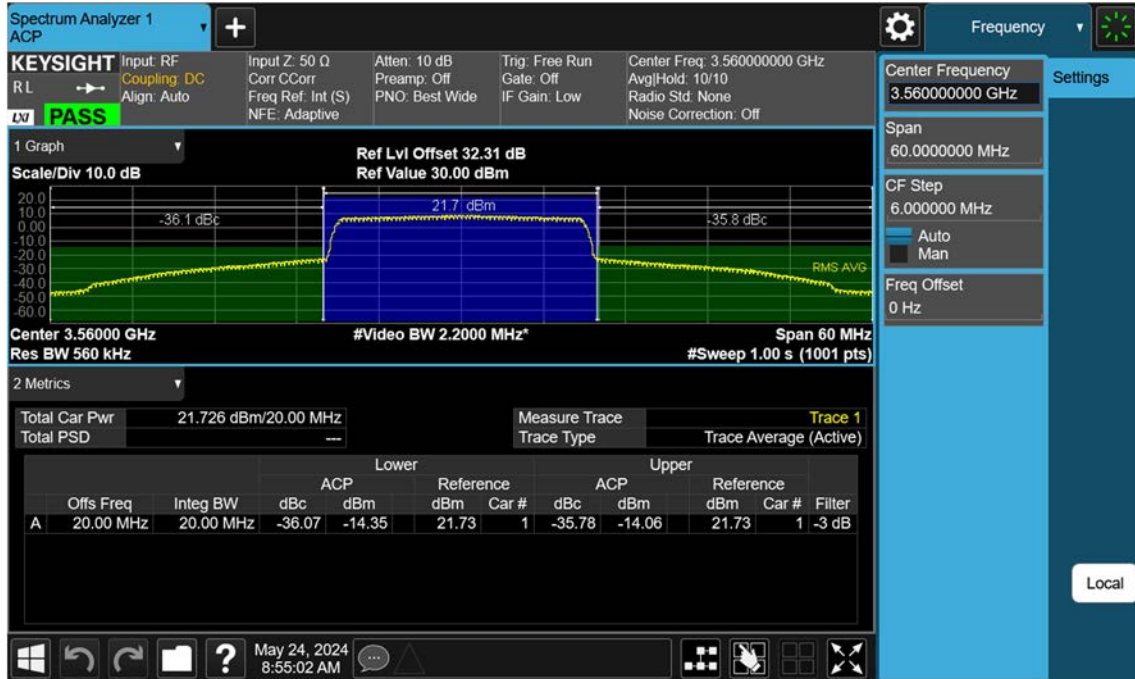 Spectrum Analyzer 1
ACP
+
Frequency
KEYSIGHT
R L
LXI
PASS
Input: RF
Coupling: DC
Align: Auto
Input Z: 50 Ω
Corr CCorr
Freq Ref: Int (S)
NFE: Adaptive
Atten: 10 dB
Preamp: Off
PNO: Best Wide
Trig: Free Run
Gate: Off
IF Gain: Low
Center Freq: 3.560000000 GHz
Avg|Hold: 10/10
Radio Std: None
Noise Correction: Off
1 Graph
Scale/Div 10.0 dB
Ref Lvl Offset 32.31 dB
Ref Value 30.00 dBm
20.0
10.0
0.00
-10.0
-20.0
-30.0
-40.0
-50.0
-60.0
-36.1 dBc
21.7 dBm
-35.8 dBc
RMS AVG
Center 3.56000 GHz
#Video BW 2.2000 MHz*
Span 60 MHz
Res BW 560 kHz
#Sweep 1.00 s (1001 pts)
2 Metrics
Total Car Pwr 21.726 dBm/20.00 MHz
Total PSD ---
Measure Trace Trace 1
Trace Type Trace Average (Active)
Lower Upper
ACP Reference ACP Reference
Offs Freq Integ BW dBc dBm dBm Car # dBc dBm dBm Car # Filter
A 20.00 MHz 20.00 MHz -36.07 -14.35 21.73 1 -35.78 -14.06 21.73 1 -3 dB
Center Frequency
3.560000000 GHz
Span
60.0000000 MHz
CF Step
6.000000 MHz
Auto
Man
Freq Offset
0 Hz
Settings
Local
?
May 24, 2024
8:55:02 AM